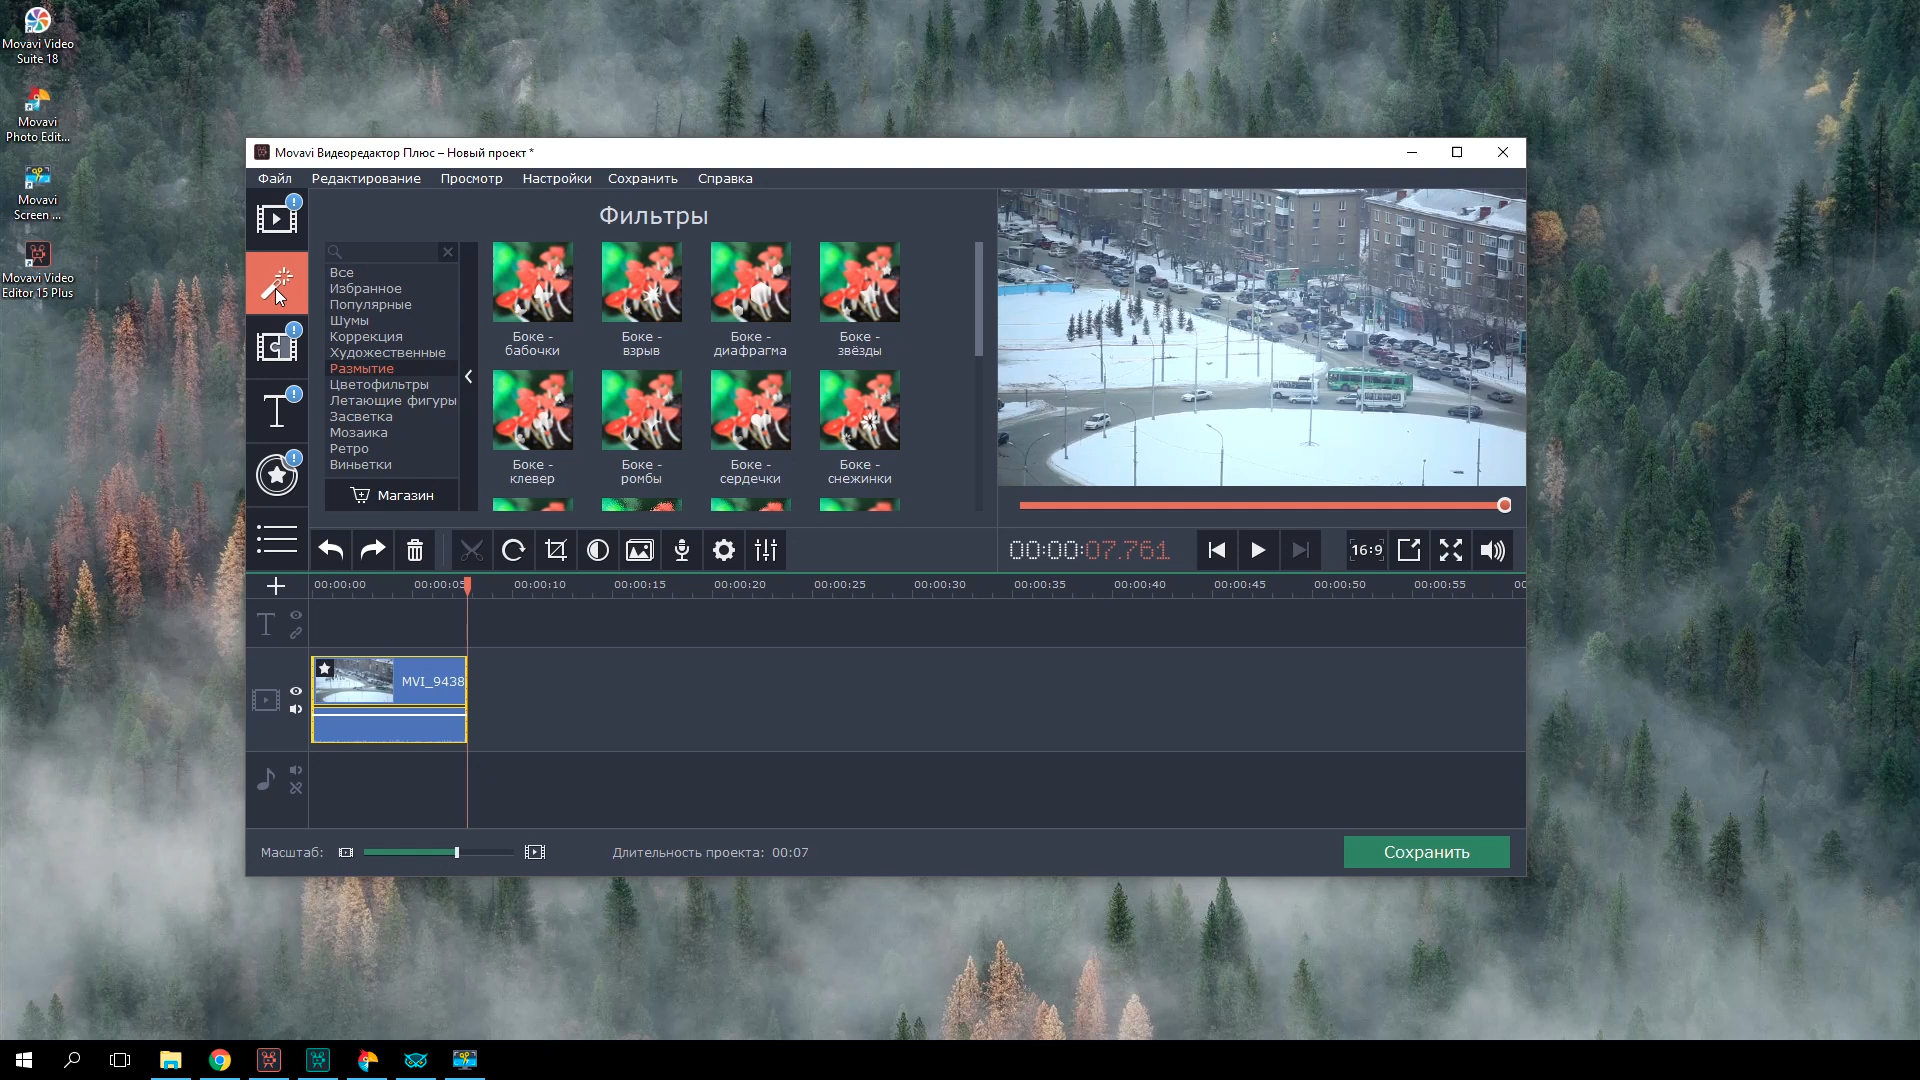 Movavi Video
Suite 18
Movavi
Photo Edit...
Movavi
Screen ...
Movavi Video
Editor 15 Plus
Movavi Видеоредактор Плюс – Новый проект *
Файл Редактирование Просмотр Настройки Сохранить Справка
Фильтры
Все
Избранное
Популярные
Шумы
Коррекция
Художественные
Размытие
Цветофильтры
Летающие фигуры
Засветка
Мозаика
Ретро
Виньетки
Магазин
Боке -
бабочки
Боке -
взрыв
Боке -
диафрагма
Боке -
звёзды
Боке -
клевер
Боке -
ромбы
Боке -
сердечки
Боке -
снежинки
00:00:07.761
16:9
00:00:00 00:00:05 00:00:10 00:00:15 00:00:20 00:00:25 00:00:30 00:00:35 00:00:40 00:00:45 00:00:50 00:00:55 00
MVI_9438
Масштаб:
Длительность проекта: 00:07
Сохранить